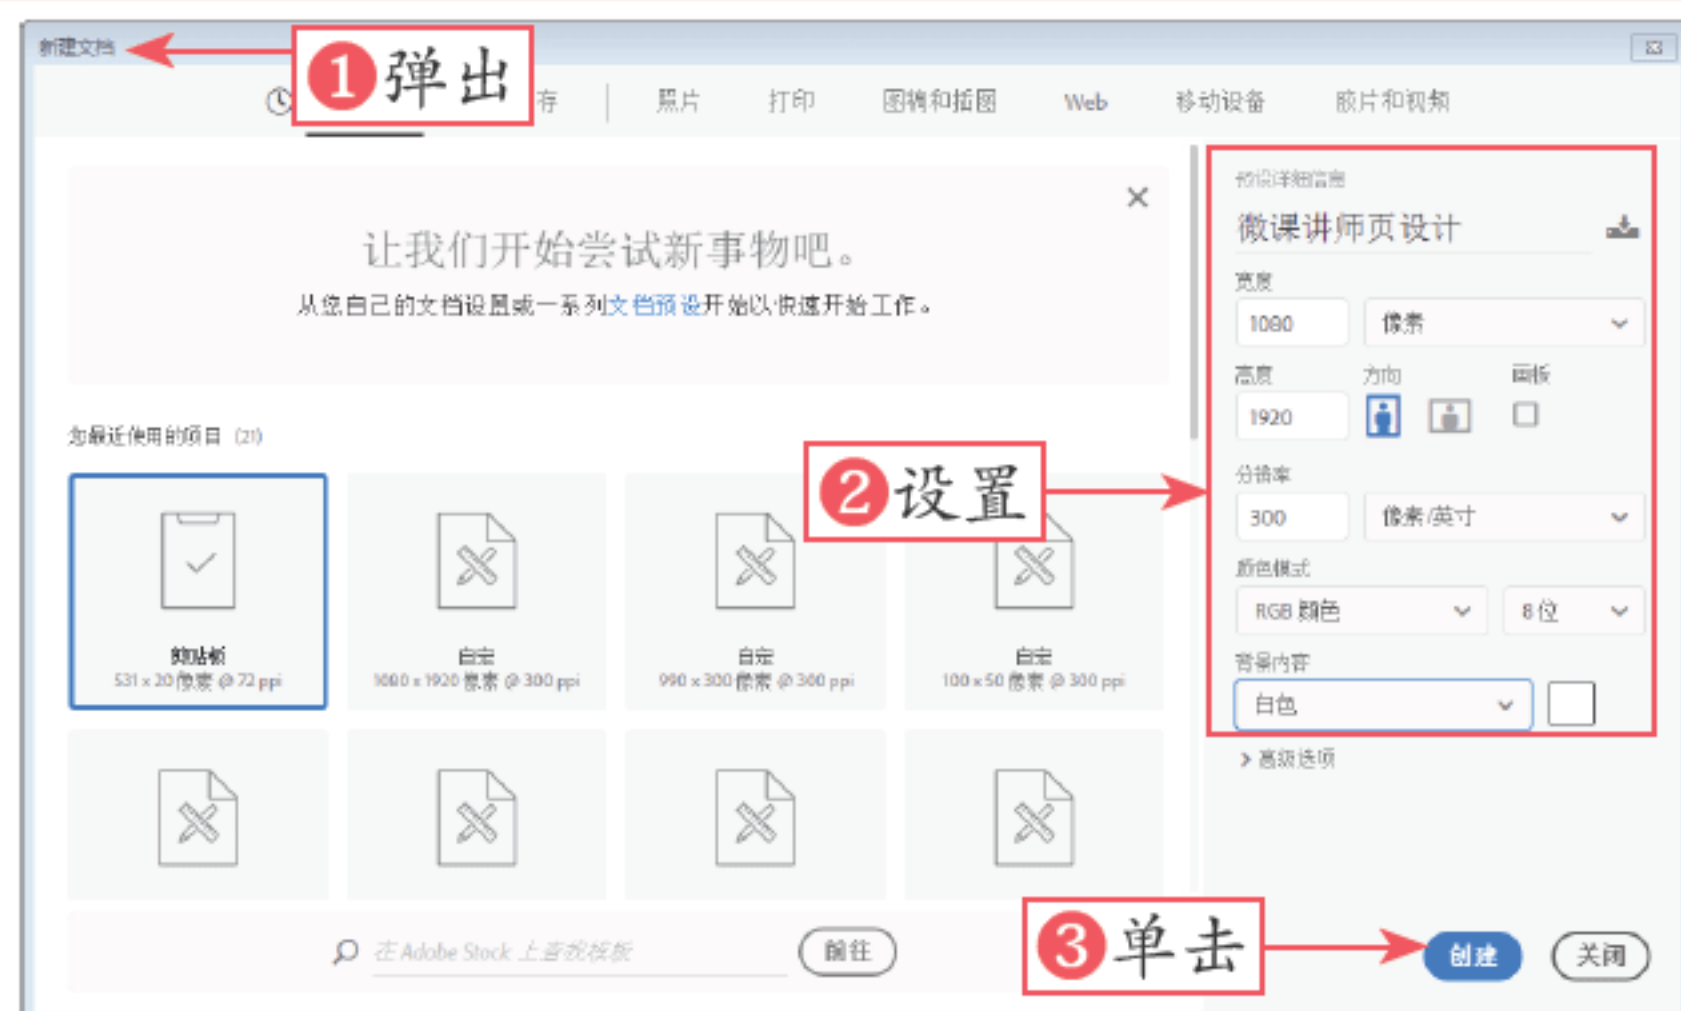 新建文档
❶弹出
存
照片
打印
图稿和插图
Web
移动设备
胶片和视频
让我们开始尝试新事物吧。
从您自己的文档设置或一系列文档预设开始以快速开始工作。
您最近使用的项目 (21)
剪贴板
531 x 20 像素 @ 72 ppi
自定
1080 x 1920 像素 @ 300 ppi
自定
990 x 300 像素 @ 300 ppi
自定
100 x 50 像素 @ 300 ppi
在 Adobe Stock 上查找模板
前往
❷设置
预设详细信息
微课讲师页设计
宽度
1080
像素
高度
方向
画板
1920
分辨率
300
像素/英寸
颜色模式
RGB 颜色
8 位
背景内容
白色
高级选项
❸单击
创建
关闭